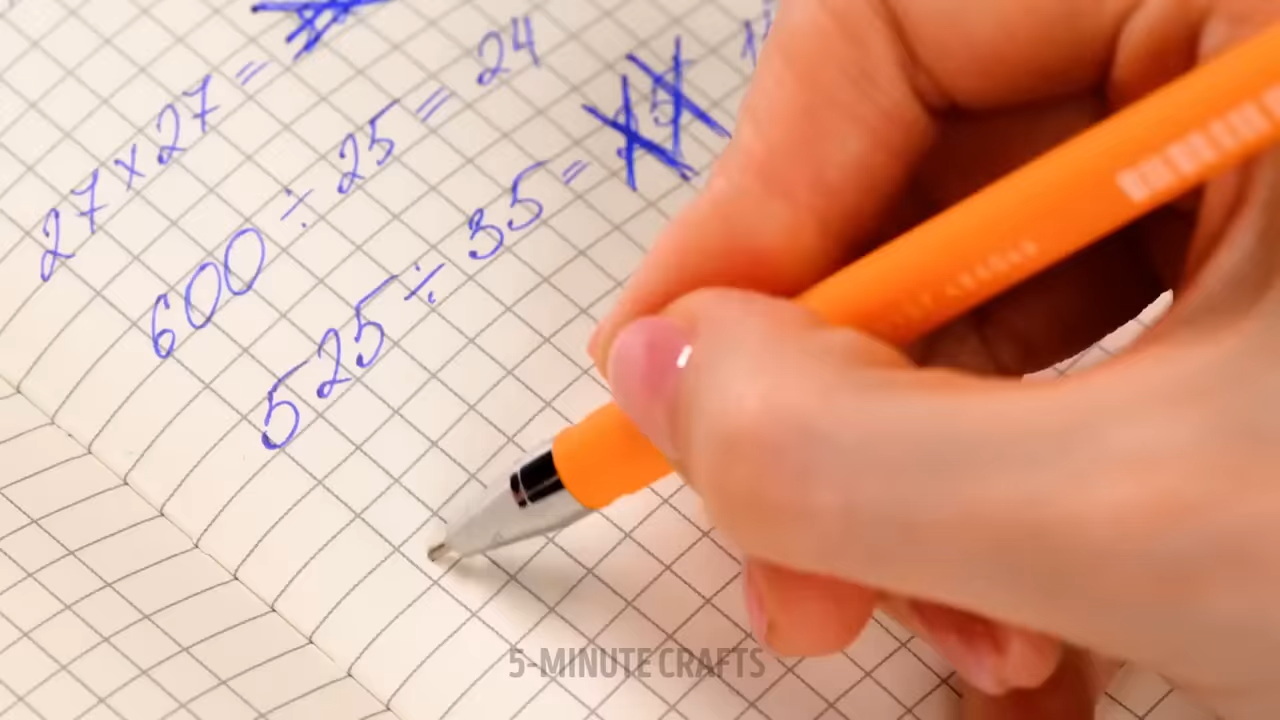 27 × 27 =
600 ÷ 25 = 24
525 ÷ 35 =
5-MINUTE CRAFTS